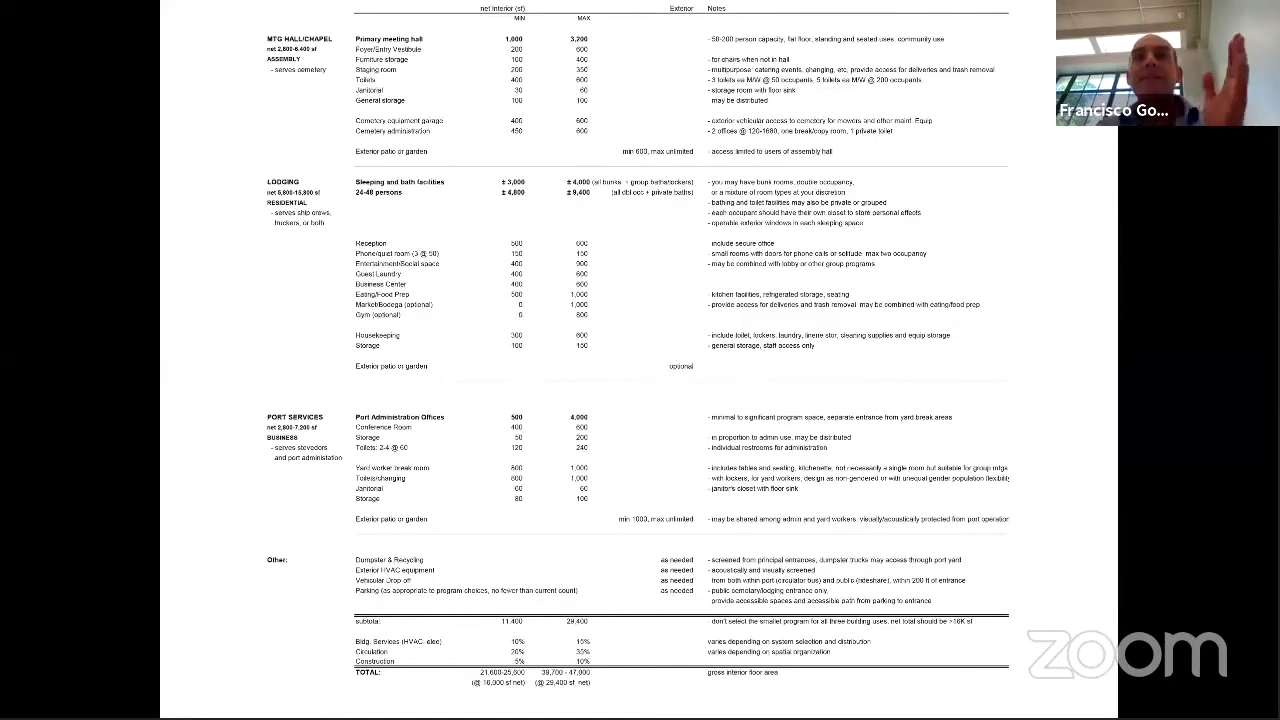 net interior (sf) Exterior Notes
MIN MAX
MTG HALL/CHAPEL Primary meeting hall 1,000 3,200 - 50-200 person capacity, flat floor, standing and seated uses, community use
net 2,800-6,400 sf Foyer/Entry Vestibule 200 600
ASSEMBLY Furniture storage 100 400 - for chairs when not in hall
- serves cemetery Staging room 200 350 - multipurpose: catering events, changing, etc, provide access for deliveries and trash removal
Toilets 400 600 - 3 toilets ea M/W @ 50 occupants, 5 toilets ea M/W @ 200 occupants
Janitorial 30 60 - storage room with floor sink
General storage 100 100 may be distributed
Cemetery equipment garage 400 600 - exterior vehicular access to cemetery for mowers and other maint. Equip
Cemetery administration 450 600 - 2 offices @ 120-1680, one break/copy room, 1 private toilet
Exterior patio or garden min 600, max unlimited - access limited to users of assembly hall
LODGING Sleeping and bath facilities ± 3,000 ± 4,000 (all bunks + group baths/lockers) - you may have bunk rooms, double occupancy,
net 5,800-15,800 sf 24-48 persons ± 4,800 ± 9,400 (all dbl occ + private baths) or a mixture of room types at your discretion
RESIDENTIAL - bathing and toilet facilities may also be private or grouped
- serves ship crews, - each occupant should have their own closet to store personal effects
truckers, or both - operable exterior windows in each sleeping space
Reception 500 600 - include secure office
Phone/quiet room (3 @ 50) 150 150 - small rooms with doors for phone calls or solitude max two occupancy
Entertainment/Social space 400 900 - may be combined with lobby or other group programs
Guest Laundry 400 600
Business Center 400 600
Eating/Food Prep 500 1,000 - kitchen facilities, refrigerated storage, seating
Market/Bodega (optional) 0 1,000 - provide access for deliveries and trash removal may be combined with eating/food prep
Gym (optional) 0 800
Housekeeping 300 600 - include toilet, lockers, laundry, linene stor, cleaning supplies and equip storage
Storage 100 150 - general storage, staff access only
Exterior patio or garden optional
PORT SERVICES Port Administration Offices 500 4,000 - minimal to significant program space, separate entrance from yard break areas
net 2,800-7,200 sf Conference Room 400 600
BUSINESS Storage 50 200 - in proportion to admin use, may be distributed
- serves stevedors Toilets: 2-4 @ 60 120 240 - individual restrooms for administration
and port administation
Yard worker break room 800 1,000 - includes tables and seating, kitchenette, not necessarily a single room but suitable for group mtgs
Toilets/changing 800 1,000 - with lockers, for yard workers, design as non-gendered or with unequal gender population flexibility
Janitorial 60 60 - janitor's closet with floor sink
Storage 80 100
Exterior patio or garden min 1000, max unlimited - may be shared among admin and yard workers, visually/acoustically protected from port operation
Other: Dumpster & Recycling as needed - screened from principal entrances, dumpster trucks may access through port yard
Exterior HVAC equipment as needed - acoustically and visually screened
Vehicular Drop off as needed from both within port (circulator bus) and public (rideshare), within 200 ft of entrance
Parking (as appropriate to program choices, no fewer than current count) as needed - public cemetary/lodging entrance only,
provide accessible spaces and accessible path from parking to entrance
subtotal: 11,400 29,400 - don't select the smallet program for all three building uses, net total should be >16K sf
Bldg. Services (HVAC, elec) 10% 15% varies depending on system selection and distribution
Circulation 20% 35% varies depending on spatial organization
Construction 5% 10%
TOTAL: 21,600-25,600 39,700 - 47,000 gross interior floor area
(@ 16,000 sf net) (@ 29,400 sf net)
Francisco Go...
zoom